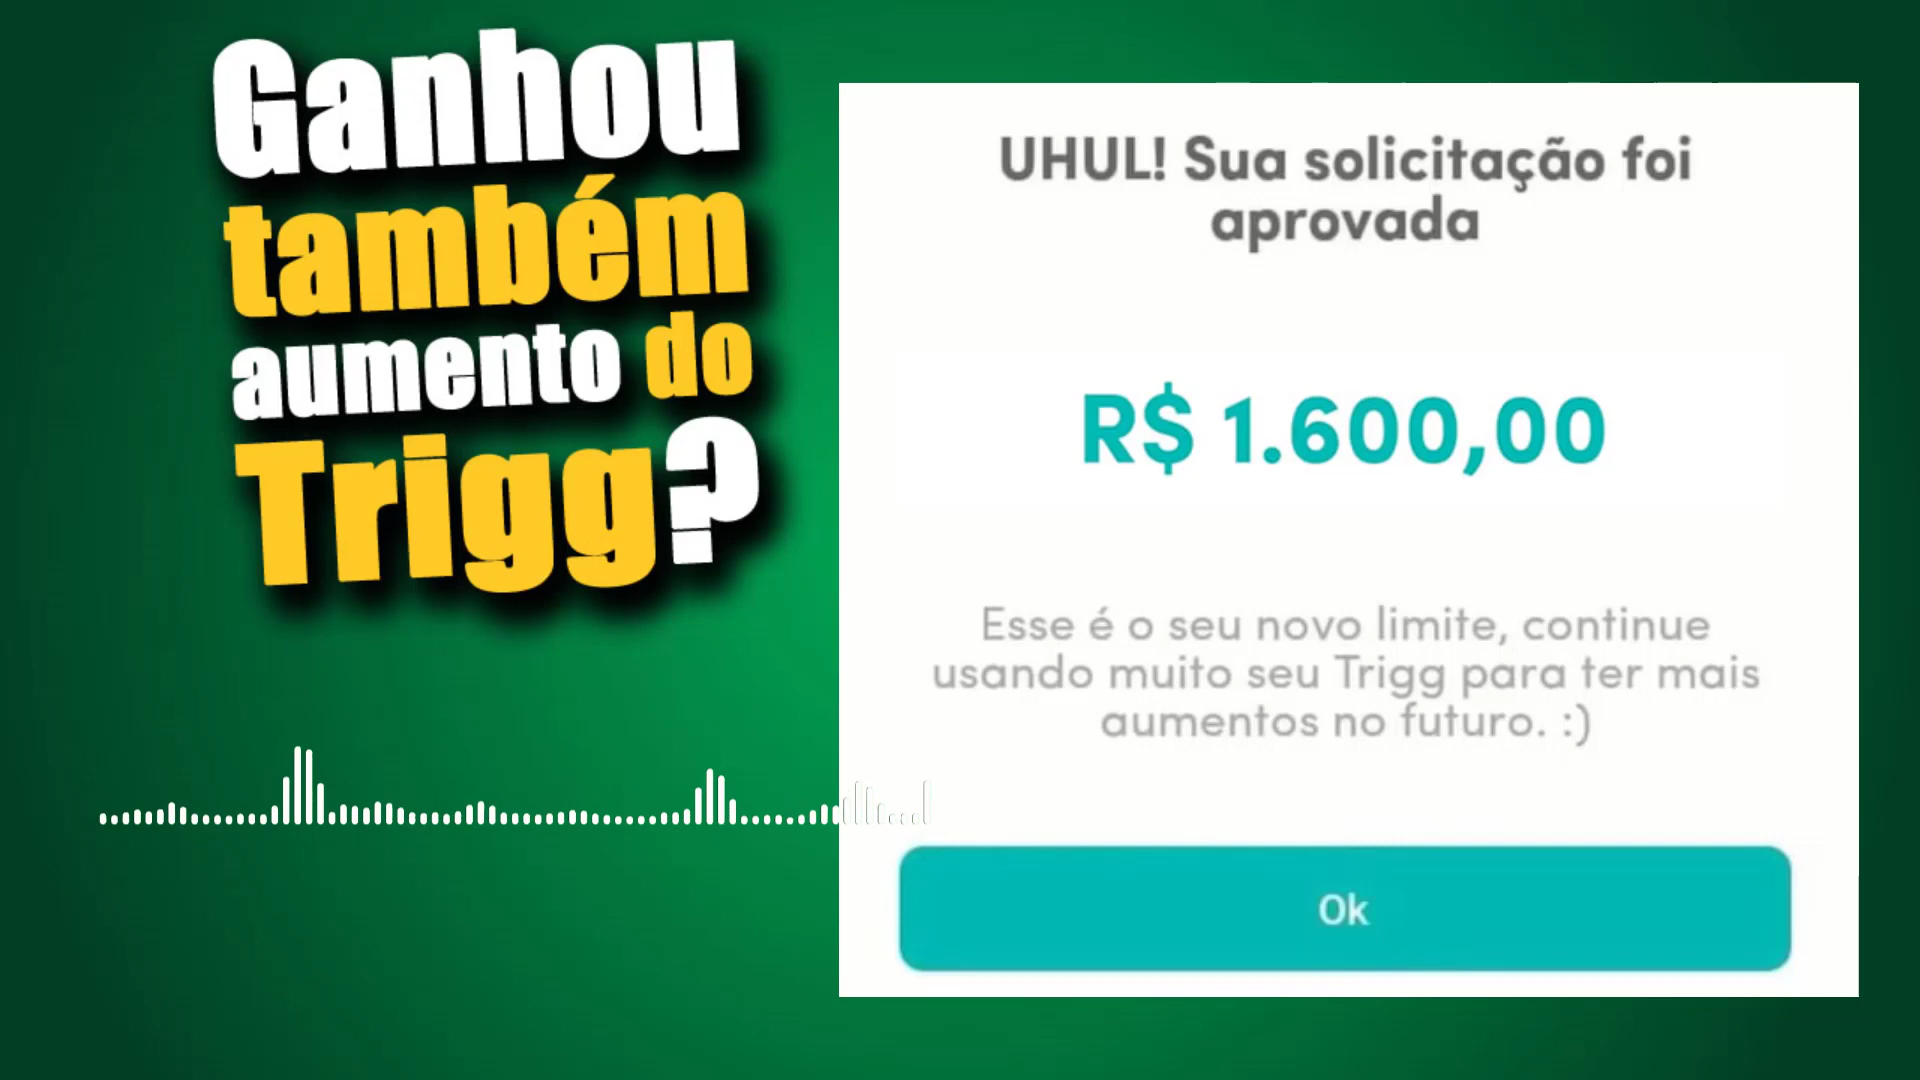 Ganhou
também
aumento do
Trigg?
UHUL! Sua solicitação foi
aprovada
R$ 1.600,00
Esse é o seu novo limite, continue
usando muito seu Trigg para ter mais
aumentos no futuro. :)
Ok